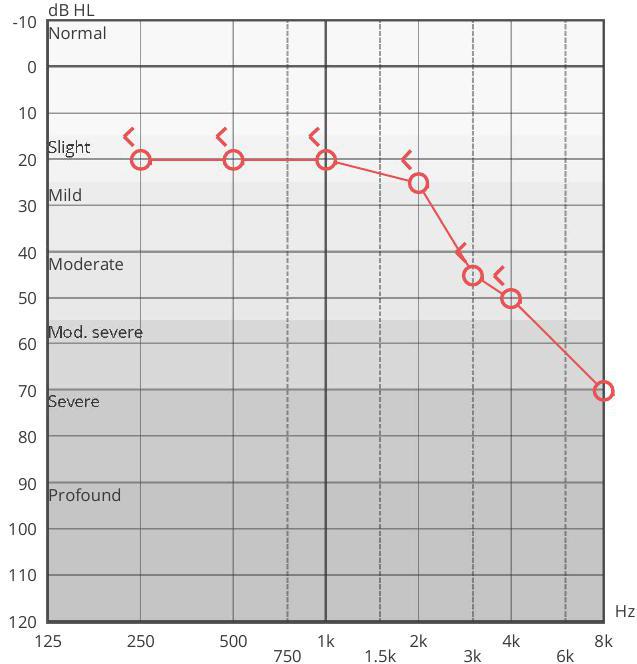 dB HL
-10
Normal
0
10
Slight
20
Mild
30
40
Moderate
50
Mod. severe
60
70
Severe
80
90
Profound
100
110
120
Hz
125 250 500 1k 2k 4k 8k
750 1.5k 3k 6k